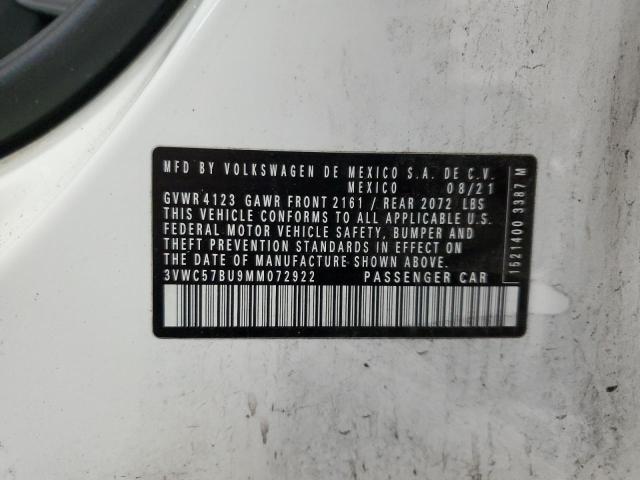 MFD BY VOLKSWAGEN DE MEXICO S.A. DE C.V.
MEXICO 08/21
GVWR 4123 GAWR FRONT 2161 / REAR 2072 LBS
THIS VEHICLE CONFORMS TO ALL APPLICABLE U.S.
FEDERAL MOTOR VEHICLE SAFETY, BUMPER AND
THEFT PREVENTION STANDARDS IN EFFECT ON
THE DATE OF MANUFACTURE SHOWN ABOVE.
3VWC57BU9MM072922 PASSENGER CAR
1521400 3387 M